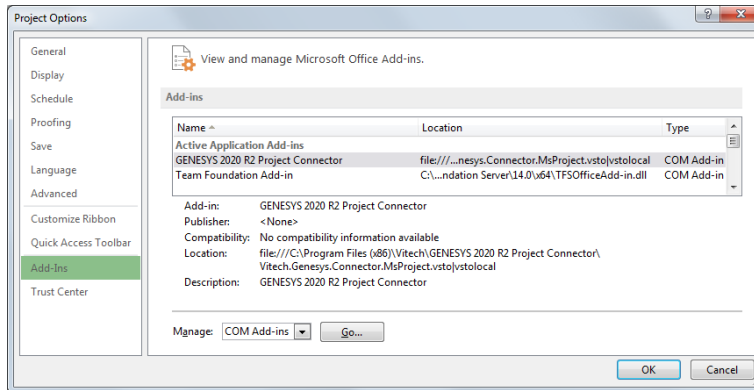 Project Options
General
Display
Schedule
Proofing
Save
Language
Advanced
Customize Ribbon
Quick Access Toolbar
Add-Ins
Trust Center
View and manage Microsoft Office Add-ins.
Add-ins
Name Location Type
Active Application Add-ins
GENESYS 2020 R2 Project Connector file:///...nesys.Connector.MsProject.vsto|vstolocal COM Add-in
Team Foundation Add-in C:\...ndation Server\14.0\x64\TFSOfficeAdd-in.dll COM Add-in
Add-in: GENESYS 2020 R2 Project Connector
Publisher: <None>
Compatibility: No compatibility information available
Location: file:///C:\Program Files (x86)\Vitech\GENESYS 2020 R2 Project Connector\
Vitech.Genesys.Connector.MsProject.vsto|vstolocal
Description: GENESYS 2020 R2 Project Connector
Manage: COM Add-ins Go...
OK Cancel